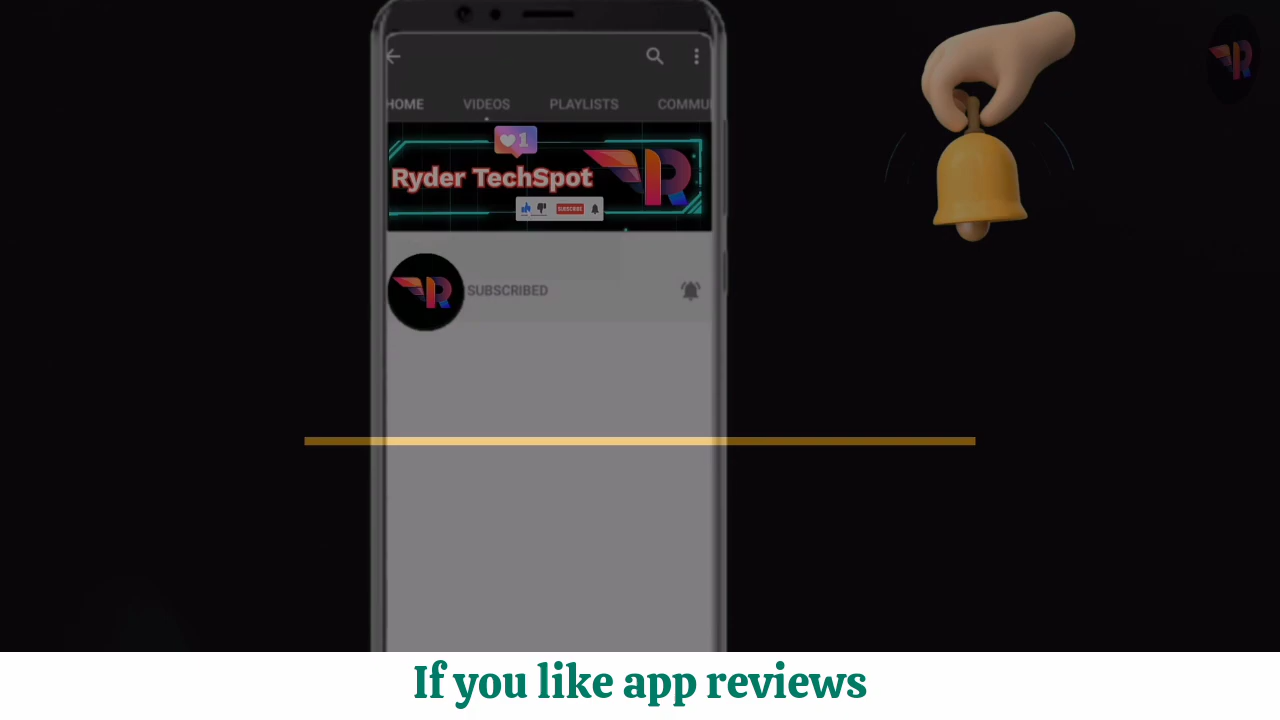 HOME VIDEOS PLAYLISTS COMMU
1
Ryder TechSpot
SUBSCRIBE
SUBSCRIBED
If you like app reviews